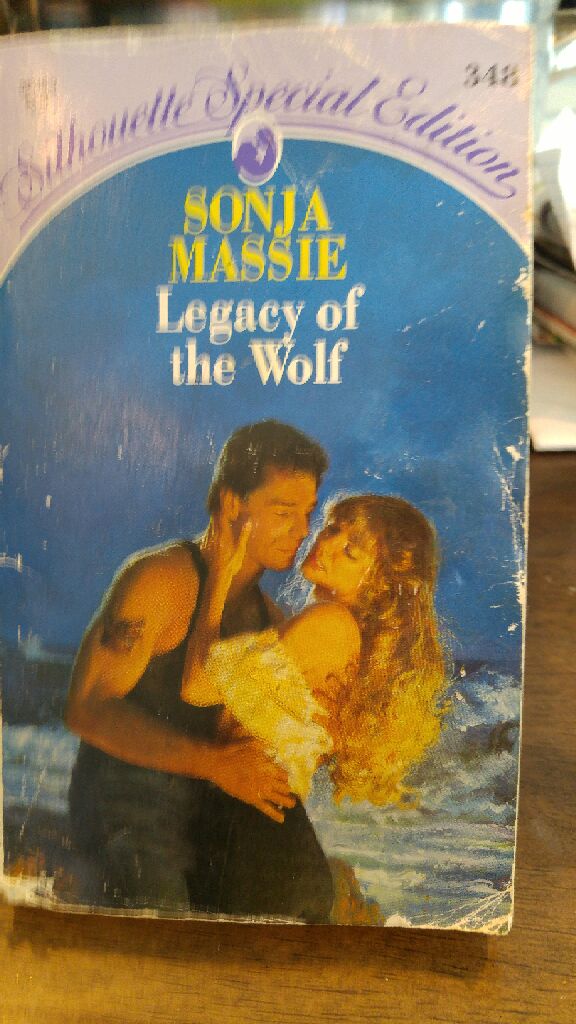 348
Silhouette Special Edition
SONJA
MASSIE
Legacy of
the Wolf